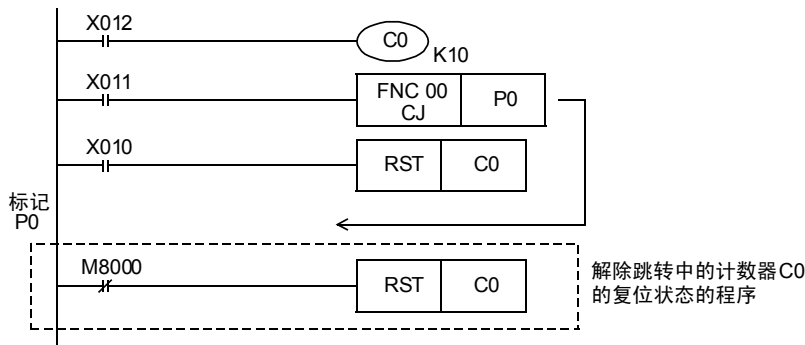 X012
C0
K10
X011
FNC 00
CJ
P0
X010
RST
C0
标记
P0
M8000
RST
C0
解除跳转中的计数器C0
的复位状态的程序